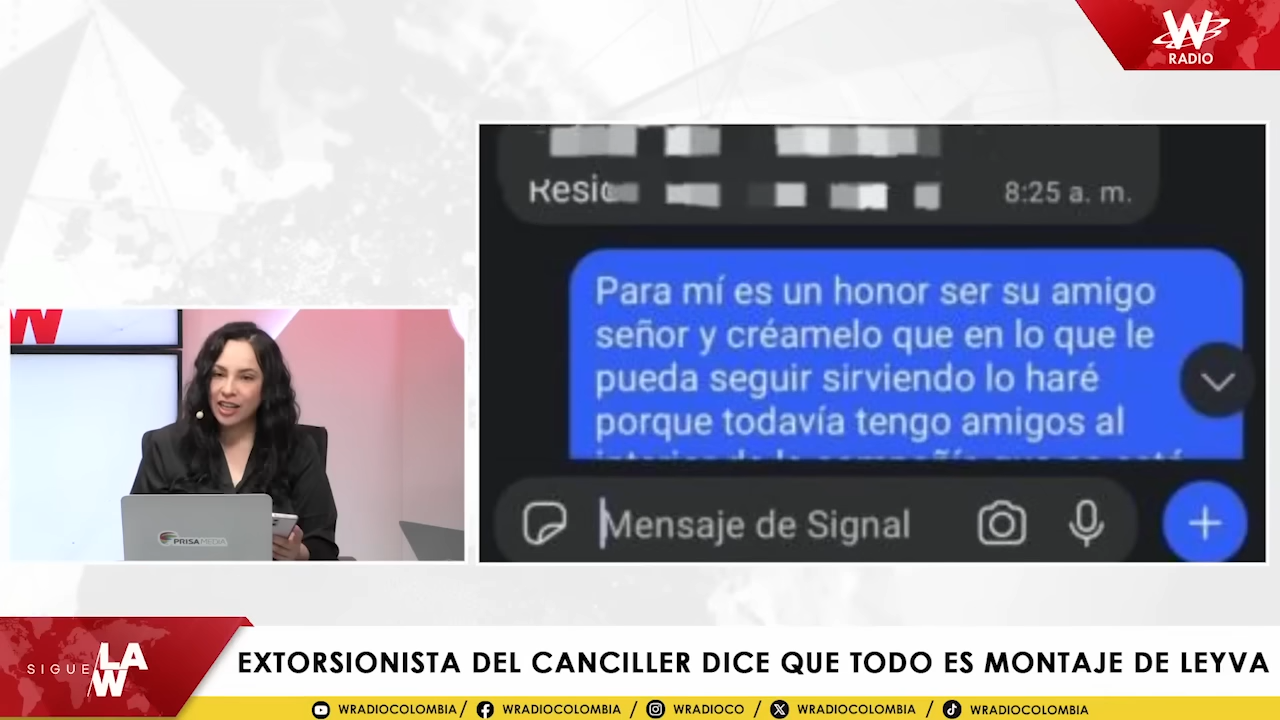 W
RADIO
8:25 a. m.
Para mí es un honor ser su amigo
señor y créamelo que en lo que le
pueda seguir sirviendo lo haré
porque todavía tengo amigos al
Mensaje de Signal
W
PRISA MEDIA
SIGUE LA W
EXTORSIONISTA DEL CANCILLER DICE QUE TODO ES MONTAJE DE LEYVA
WRADIOCOLOMBIA / WRADIOCOLOMBIA / WRADIOCO / WRADIOCOLOMBIA / WRADIOCOLOMBIA